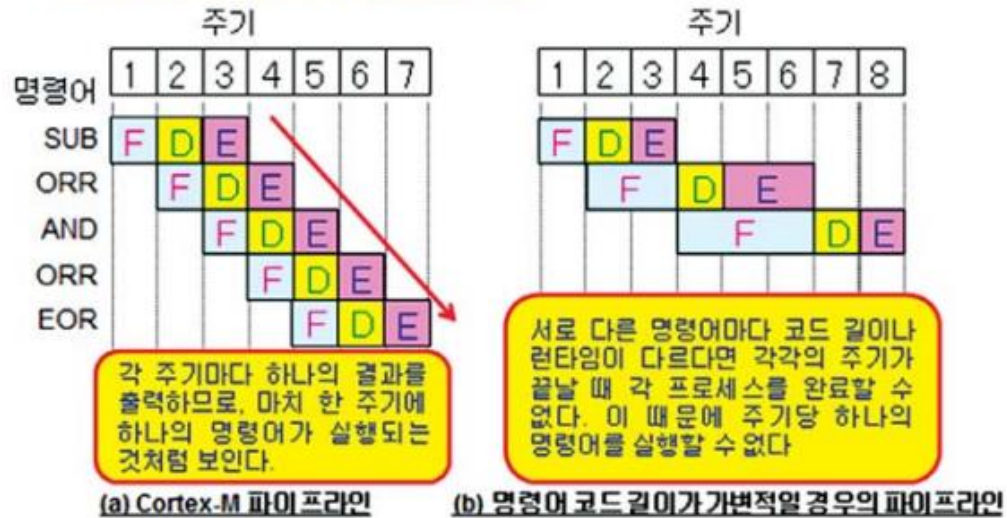 주기
명령어 1 2 3 4 5 6 7
SUB F D E
ORR F D E
AND F D E
ORR F D E
EOR F D E
각 주기마다 하나의 결과를
출력하므로, 마치 한 주기에
하나의 명령어가 실행되는
것처럼 보인다.
(a) Cortex-M 파이프라인
주기
1 2 3 4 5 6 7 8
F D E
F D E
F D E
서로 다른 명령어마다 코드 길이나
런타임이 다르다면 각각의 주기가
끝날 때 각 프로세스를 완료할 수
없다. 이 때문에 주기당 하나의
명령어를 실행할 수 없다
(b) 명령어 코드 길이가 가변적일 경우의 파이프라인